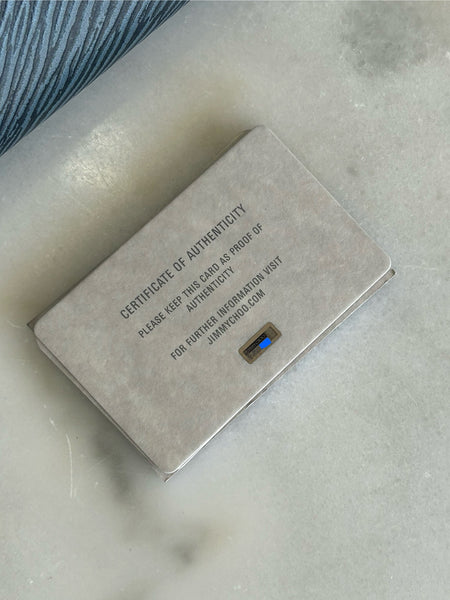 CERTIFICATE OF AUTHENTICITY
PLEASE KEEP THIS CARD AS PROOF OF
AUTHENTICITY
FOR FURTHER INFORMATION VISIT
JIMMYCHOO.COM